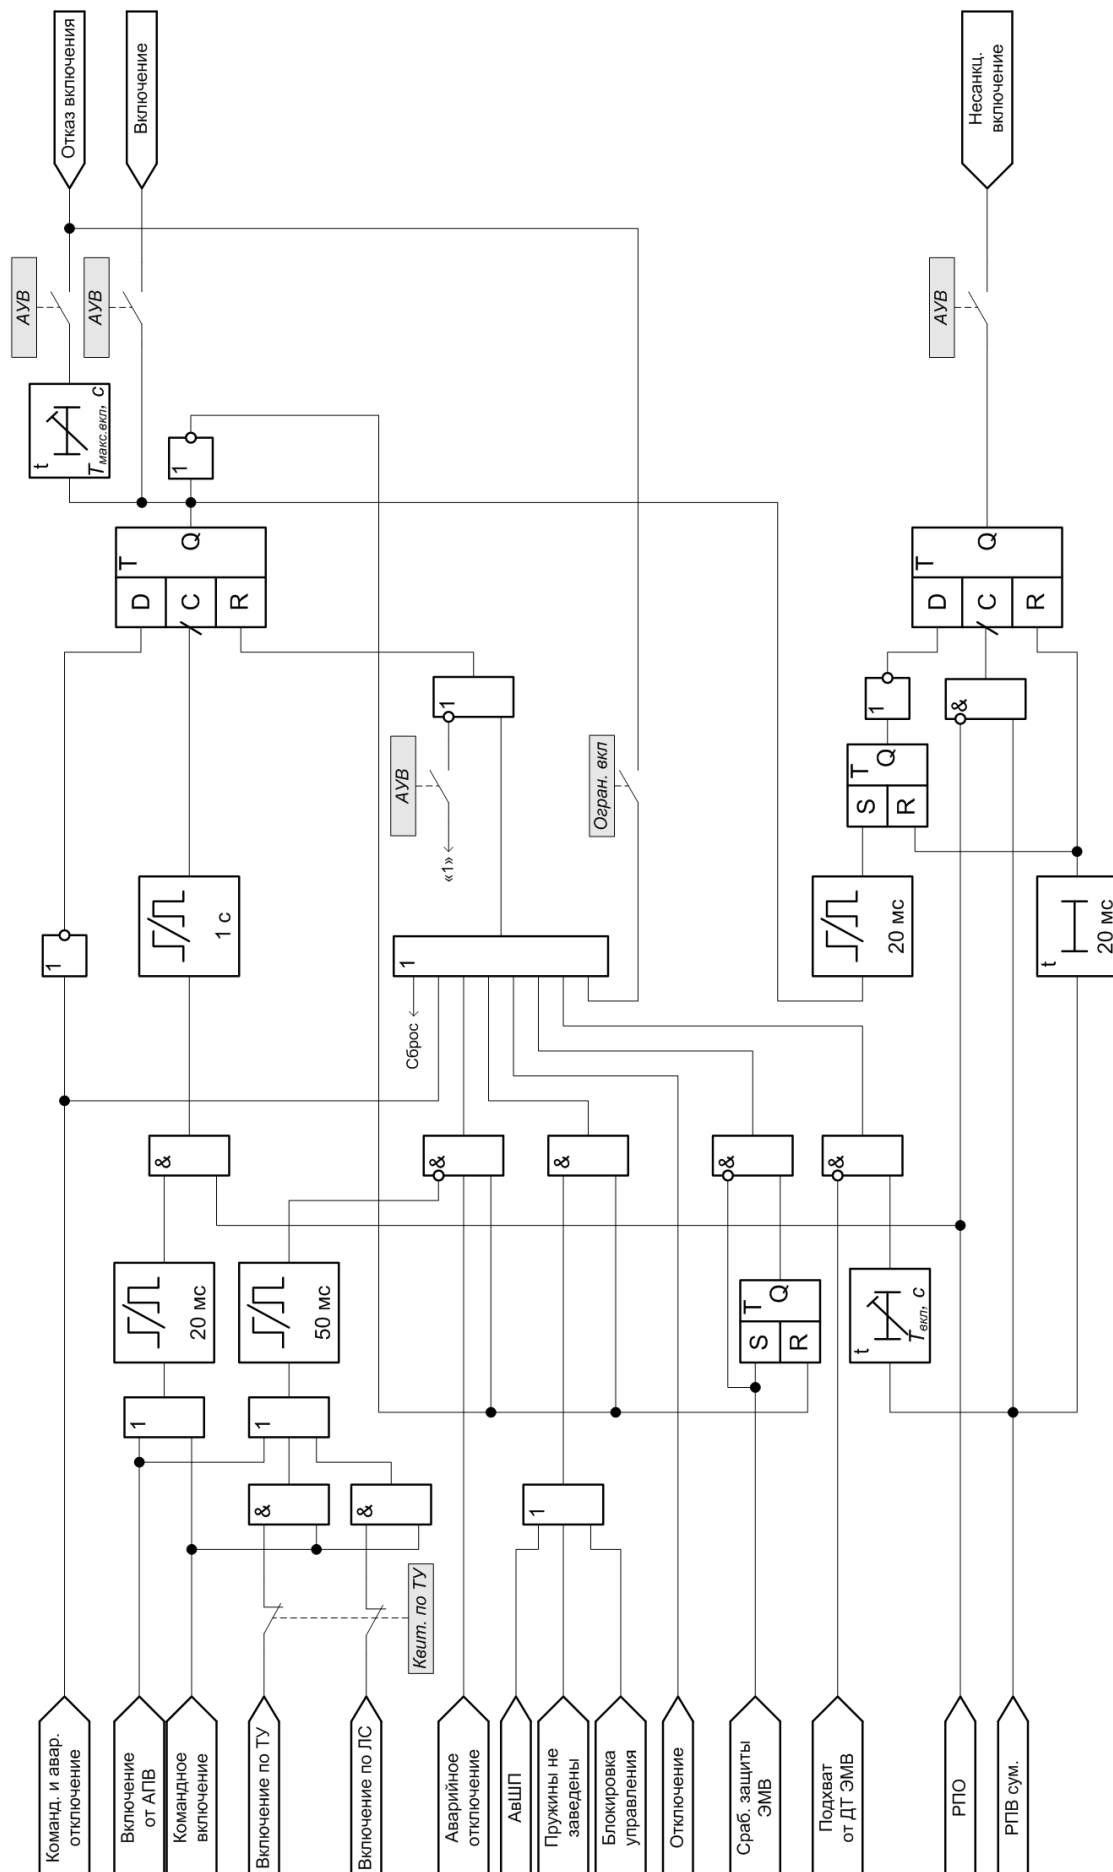 Отказ включения
Включение
Несанкц.
включение
АУВ
АУВ
АУВ
t
Tмакс.вкл, с
1
T
D
C
R
Q
T
D
C
R
Q
1
АУВ
«1»
Огран. вкл
1
&
T
S
R
Q
1
1 с
1
Сброс
20 мс
t
20 мс
&
&
&
&
&
20 мс
50 мс
T
S
R
Q
t
Tвкл, с
1
1
&
&
1
Квит. по ТУ
Команд. и авар.
отключение
Включение
от АПВ
Командное
включение
Включение по ТУ
Включение по ЛС
Аварийное
отключение
АвШП
Пружины не
заведены
Блокировка
управления
Отключение
Сраб. защиты
ЭМВ
Подхват
от ДТ ЭМВ
РПО
РПВ сум.